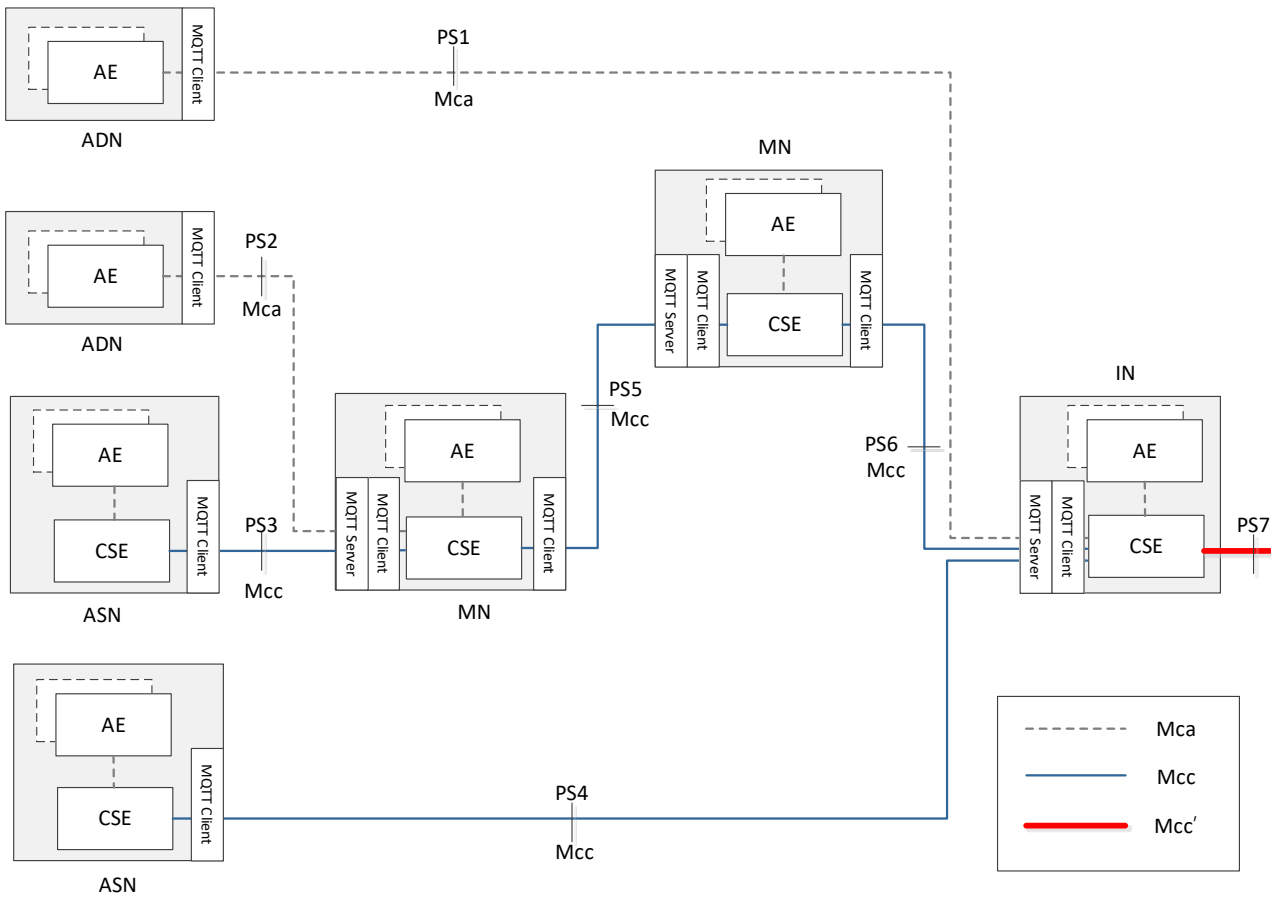 PS1
Mca
AE
MQTT Client
ADN
PS2
Mca
AE
MQTT Client
ADN
MN
AE
CSE
MQTT Server
MQTT Client
MQTT Client
PS5
Mcc
PS6
Mcc
AE
CSE
MQTT Client
ASN
PS3
Mcc
AE
CSE
MQTT Server
MQTT Client
MQTT Client
MN
IN
AE
CSE
MQTT Server
MQTT Client
PS7
AE
CSE
MQTT Client
ASN
PS4
Mcc
Mca
Mcc
Mcc′